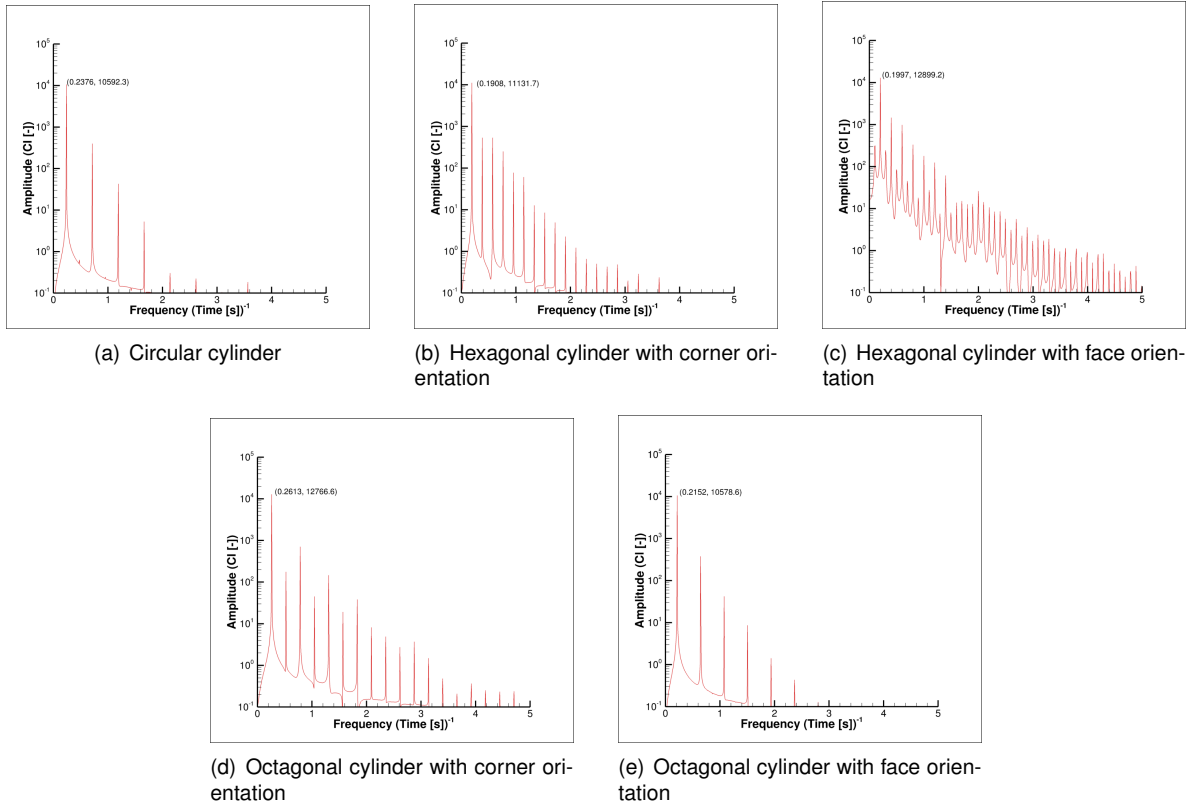 10^5
10^4
10^3
10^2
10^1
10^0
10^-1
Amplitude (Cl [-])
(0.2376, 10592.3)
0 1 2 3 4 5
Frequency (Time [s])^-1
(a) Circular cylinder
10^5
10^4
10^3
10^2
10^1
10^0
10^-1
Amplitude (Cl [-])
(0.1908, 11131.7)
0 1 2 3 4 5
Frequency (Time [s])^-1
(b) Hexagonal cylinder with corner ori-
entation
10^5
10^4
10^3
10^2
10^1
10^0
10^-1
Amplitude (Cl [-])
(0.1997, 12899.2)
0 1 2 3 4 5
Frequency (Time [s])^-1
(c) Hexagonal cylinder with face orien-
tation
10^5
10^4
10^3
10^2
10^1
10^0
10^-1
Amplitude (Cl [-])
(0.2613, 12766.6)
0 1 2 3 4 5
Frequency (Time [s])^-1
(d) Octagonal cylinder with corner ori-
entation
10^5
10^4
10^3
10^2
10^1
10^0
10^-1
Amplitude (Cl [-])
(0.2152, 10578.6)
0 1 2 3 4 5
Frequency (Time [s])^-1
(e) Octagonal cylinder with face orien-
tation